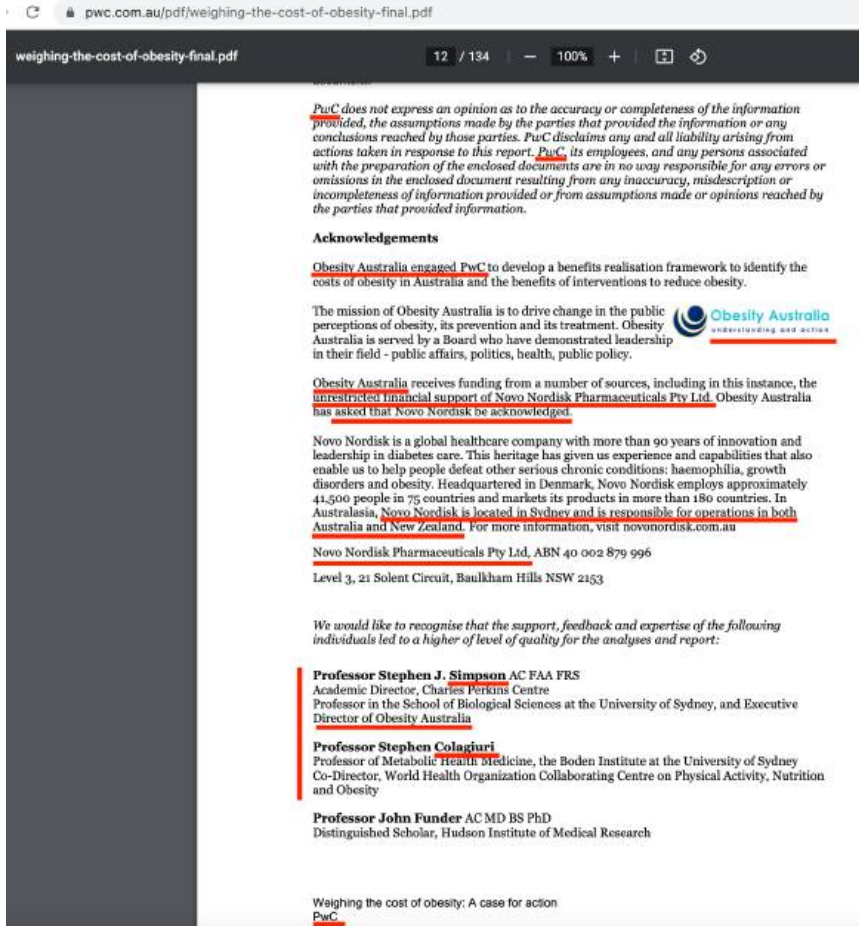 pwc.com.au/pdf/weighing-the-cost-of-obesity-final.pdf
weighing-the-cost-of-obesity-final.pdf
12 / 134
100%
PwC does not express an opinion as to the accuracy or completeness of the information
provided, the assumptions made by the parties that provided the information or any
conclusions reached by those parties. PwC disclaims any and all liability arising from
actions taken in response to this report. PwC, its employees, and any persons associated
with the preparation of the enclosed documents are in no way responsible for any errors or
omissions in the enclosed document resulting from any inaccuracy, misdescription or
incompleteness of information provided or from assumptions made or opinions reached by
the parties that provided information.
Acknowledgements
Obesity Australia engaged PwC to develop a benefits realisation framework to identify the
costs of obesity in Australia and the benefits of interventions to reduce obesity.
The mission of Obesity Australia is to drive change in the public
perceptions of obesity, its prevention and its treatment. Obesity
Australia is served by a Board who have demonstrated leadership
in their field - public affairs, politics, health, public policy.
Obesity Australia
understanding and action
Obesity Australia receives funding from a number of sources, including in this instance, the
unrestricted financial support of Novo Nordisk Pharmaceuticals Pty Ltd. Obesity Australia
has asked that Novo Nordisk be acknowledged.
Novo Nordisk is a global healthcare company with more than 90 years of innovation and
leadership in diabetes care. This heritage has given us experience and capabilities that also
enable us to help people defeat other serious chronic conditions: haemophilia, growth
disorders and obesity. Headquartered in Denmark, Novo Nordisk employs approximately
41,500 people in 75 countries and markets its products in more than 180 countries. In
Australasia, Novo Nordisk is located in Sydney and is responsible for operations in both
Australia and New Zealand. For more information, visit novonordisk.com.au
Novo Nordisk Pharmaceuticals Pty Ltd, ABN 40 002 879 996
Level 3, 21 Solent Circuit, Baulkham Hills NSW 2153
We would like to recognise that the support, feedback and expertise of the following
individuals led to a higher of level of quality for the analyses and report:
Professor Stephen J. Simpson AC FAA FRS
Academic Director, Charles Perkins Centre
Professor in the School of Biological Sciences at the University of Sydney, and Executive
Director of Obesity Australia
Professor Stephen Colagiuri
Professor of Metabolic Health Medicine, the Boden Institute at the University of Sydney
Co-Director, World Health Organization Collaborating Centre on Physical Activity, Nutrition
and Obesity
Professor John Funder AC MD BS PhD
Distinguished Scholar, Hudson Institute of Medical Research
Weighing the cost of obesity: A case for action
PwC